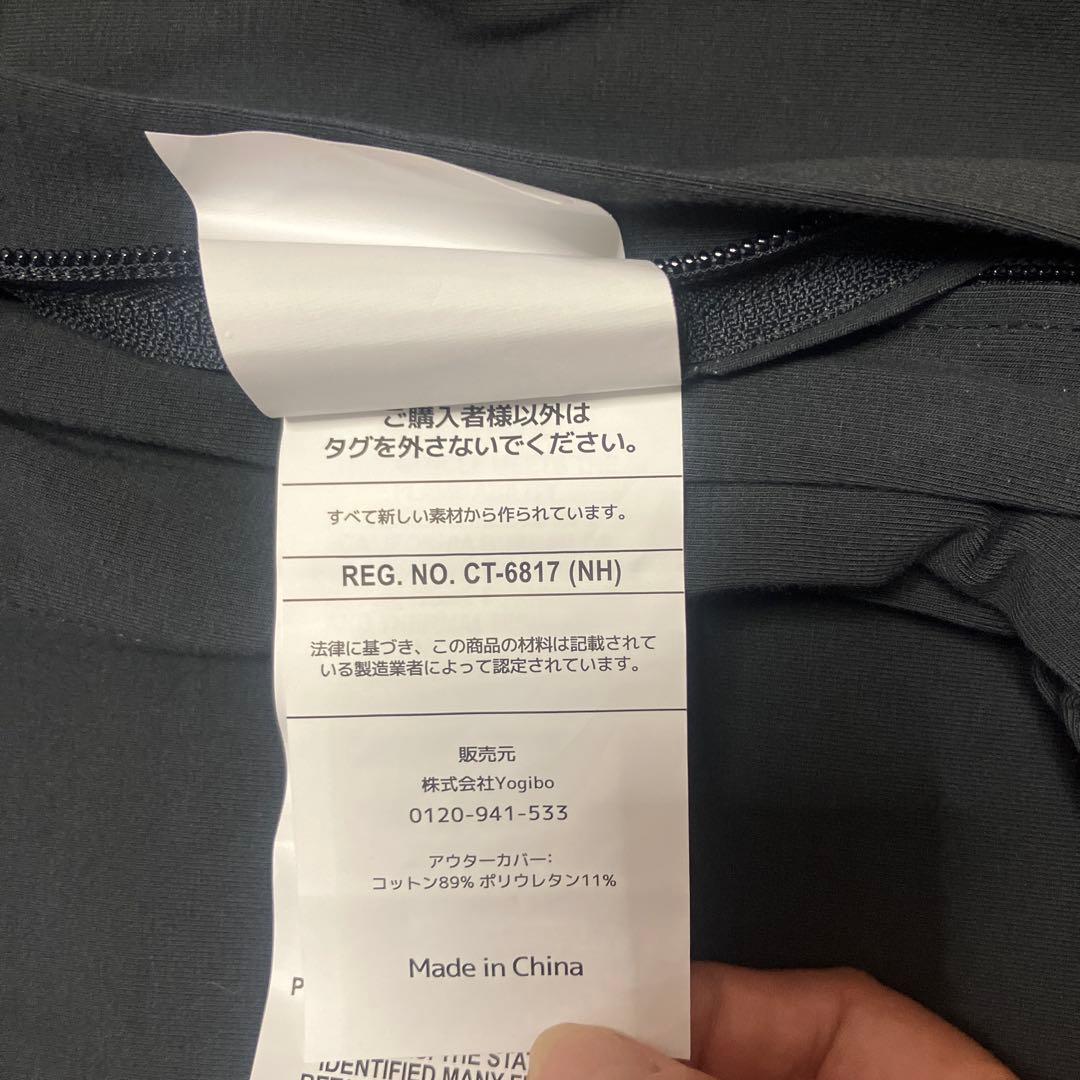 ご購入者様以外は
タグを外さないでください。
すべて新しい素材から作られています。
REG. NO. CT-6817 (NH)
法律に基づき、この商品の材料は記載されて
いる製造業者によって認定されています。
販売元
株式会社Yogibo
0120-941-533
アウターカバー:
コットン89% ポリウレタン11%
Made in China
P
THE STA
IDENTIFIED MANY